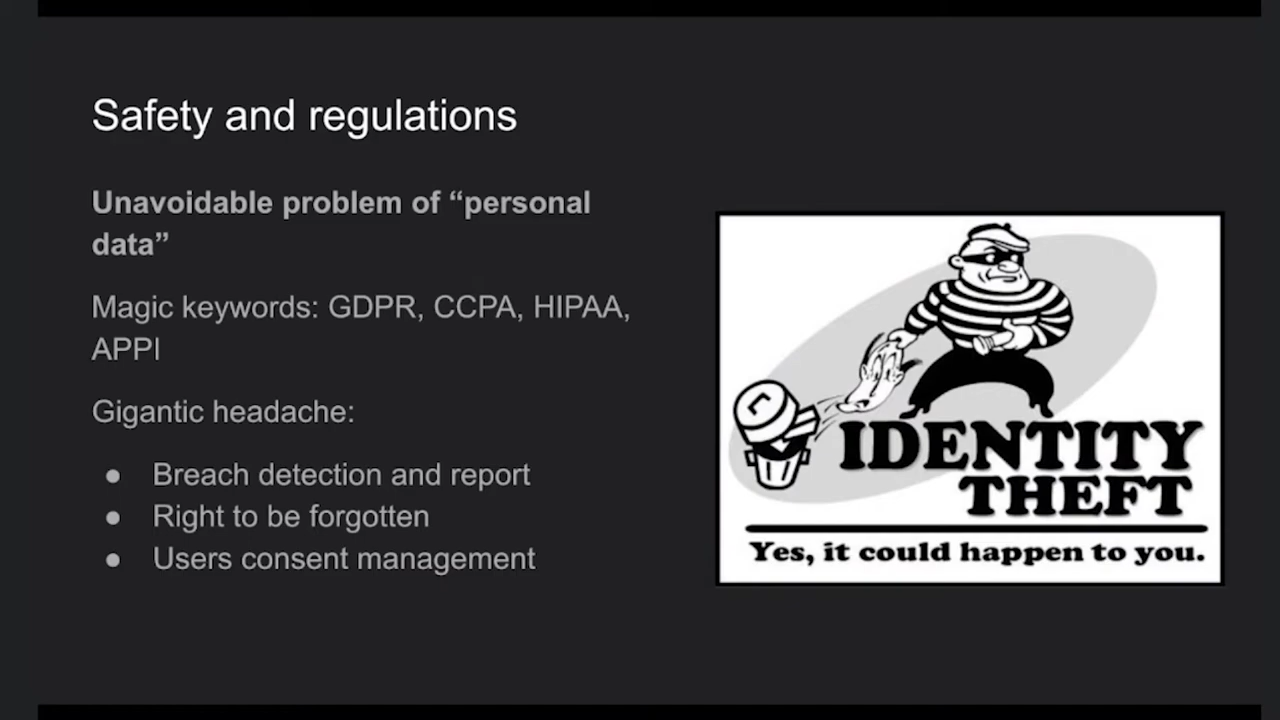 Safety and regulations
Unavoidable problem of “personal
data”
Magic keywords: GDPR, CCPA, HIPAA,
APPI
Gigantic headache:
● Breach detection and report
● Right to be forgotten
● Users consent management
IDENTITY
THEFT
Yes, it could happen to you.